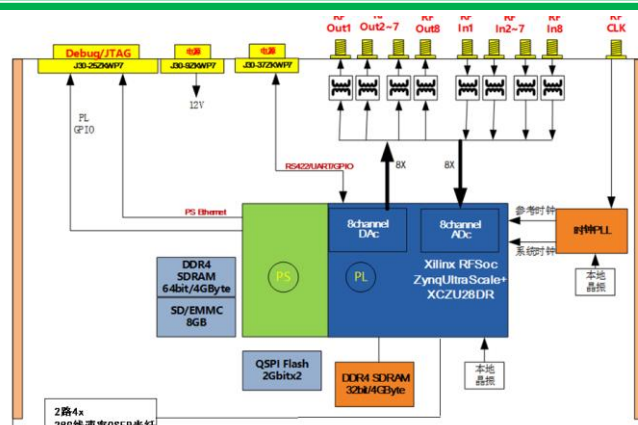 RF RF RF RF RF RF RF
Out1 Out2~7 Out8 In1 In2~7 In8 CLK
Debug/JTAG
J30-25ZKWP7
电源
J30-9ZKWP7
电源
J30-37ZKWP7
PL
GPIO
12V
RS422/UART/GPIO
8X
8X
PS Ethernet
8channel
DAc
8channel
ADc
参考时钟
系统时钟
时钟PLL
本地
晶振
PS
PL
Xilinx RFSoc
ZynqUltraScale+
XCZU28DR
DDR4
SDRAM
64bit/4GByte
SD/EMMC
8GB
QSPI Flash
2Gbitx2
DDR4 SDRAM
32bit/4GByte
本地
晶振
2路4x